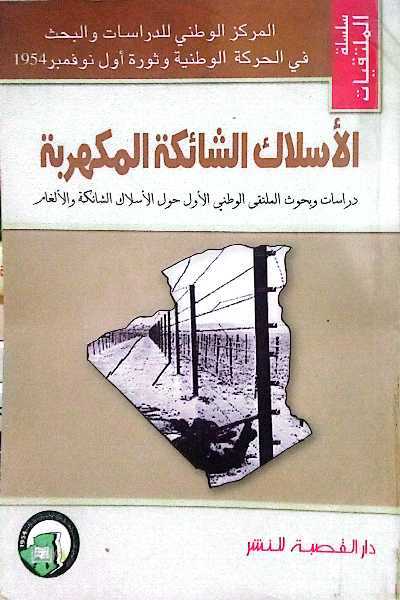 سلسلة
الملتقيات
المركز الوطني للدراسات والبحث
في الحركة الوطنية وثورة أول نوفمبر 1954
الأسلاك الشائكة المكهربة
دراسات وبحوث الملتقى الوطني الأول حول الأسلاك الشائكة والألغام
دار القصبة للنشر
1954